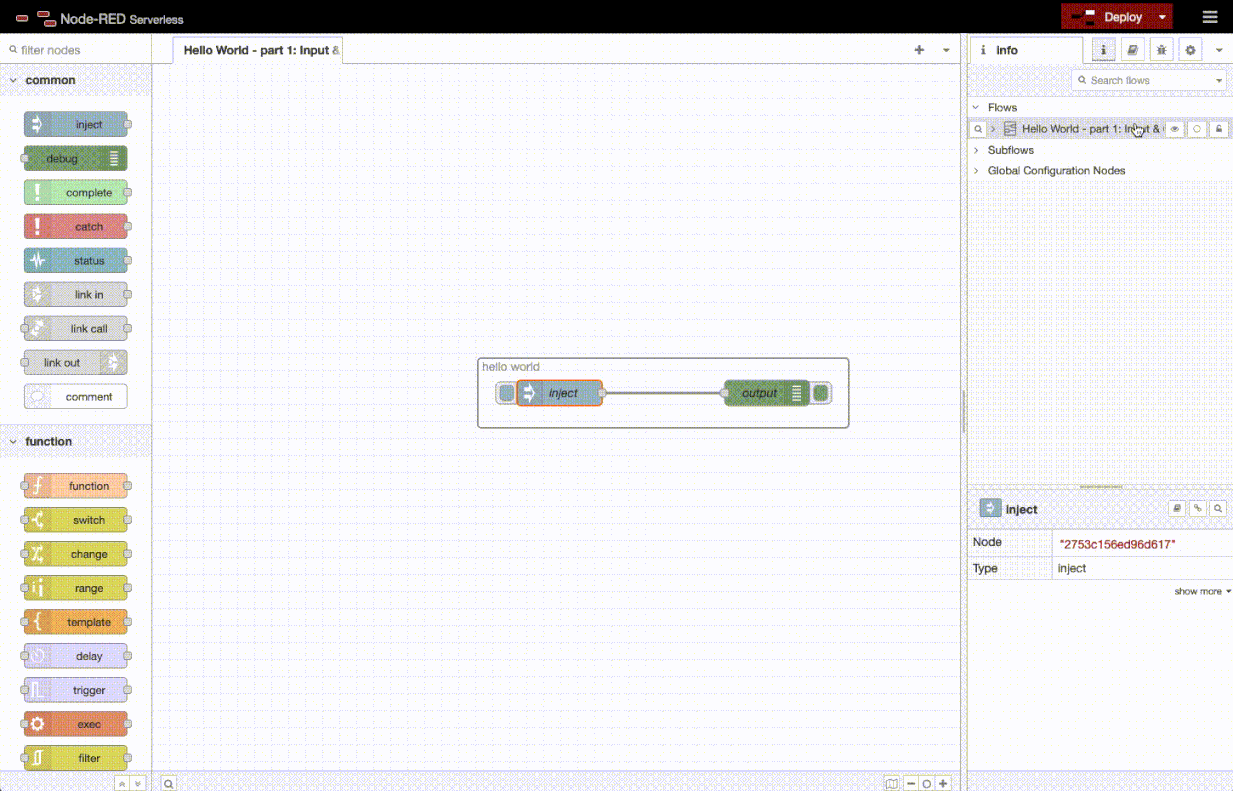 Node-RED Serverless
Deploy
filter nodes
common
inject
debug
complete
catch
status
link in
link call
link out
comment
function
function
switch
change
range
template
delay
trigger
exec
filter
Hello World - part 1: Input &
hello world
inject
output
i Info
i
Search flows
Flows
Hello World - part 1: Input &
Subflows
Global Configuration Nodes
inject
Node "2753c156ed96d617"
Type inject
show more